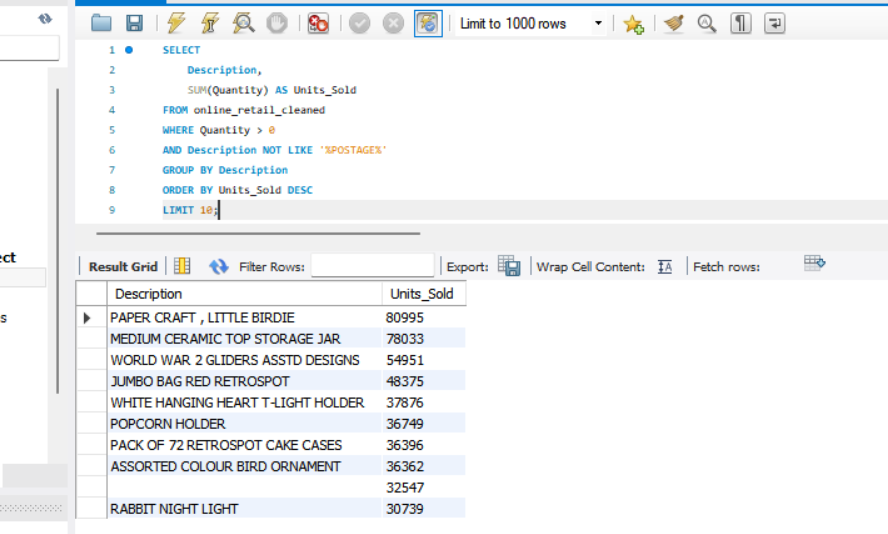 Limit to 1000 rows
1 SELECT
2 Description,
3 SUM(Quantity) AS Units_Sold
4 FROM online_retail_cleaned
5 WHERE Quantity > 0
6 AND Description NOT LIKE '%POSTAGE%'
7 GROUP BY Description
8 ORDER BY Units_Sold DESC
9 LIMIT 10;
ect
s
Result Grid Filter Rows: Export: Wrap Cell Content: Fetch rows:
Description Units_Sold
PAPER CRAFT , LITTLE BIRDIE 80995
MEDIUM CERAMIC TOP STORAGE JAR 78033
WORLD WAR 2 GLIDERS ASSTD DESIGNS 54951
JUMBO BAG RED RETROSPOT 48375
WHITE HANGING HEART T-LIGHT HOLDER 37876
POPCORN HOLDER 36749
PACK OF 72 RETROSPOT CAKE CASES 36396
ASSORTED COLOUR BIRD ORNAMENT 36362
32547
RABBIT NIGHT LIGHT 30739